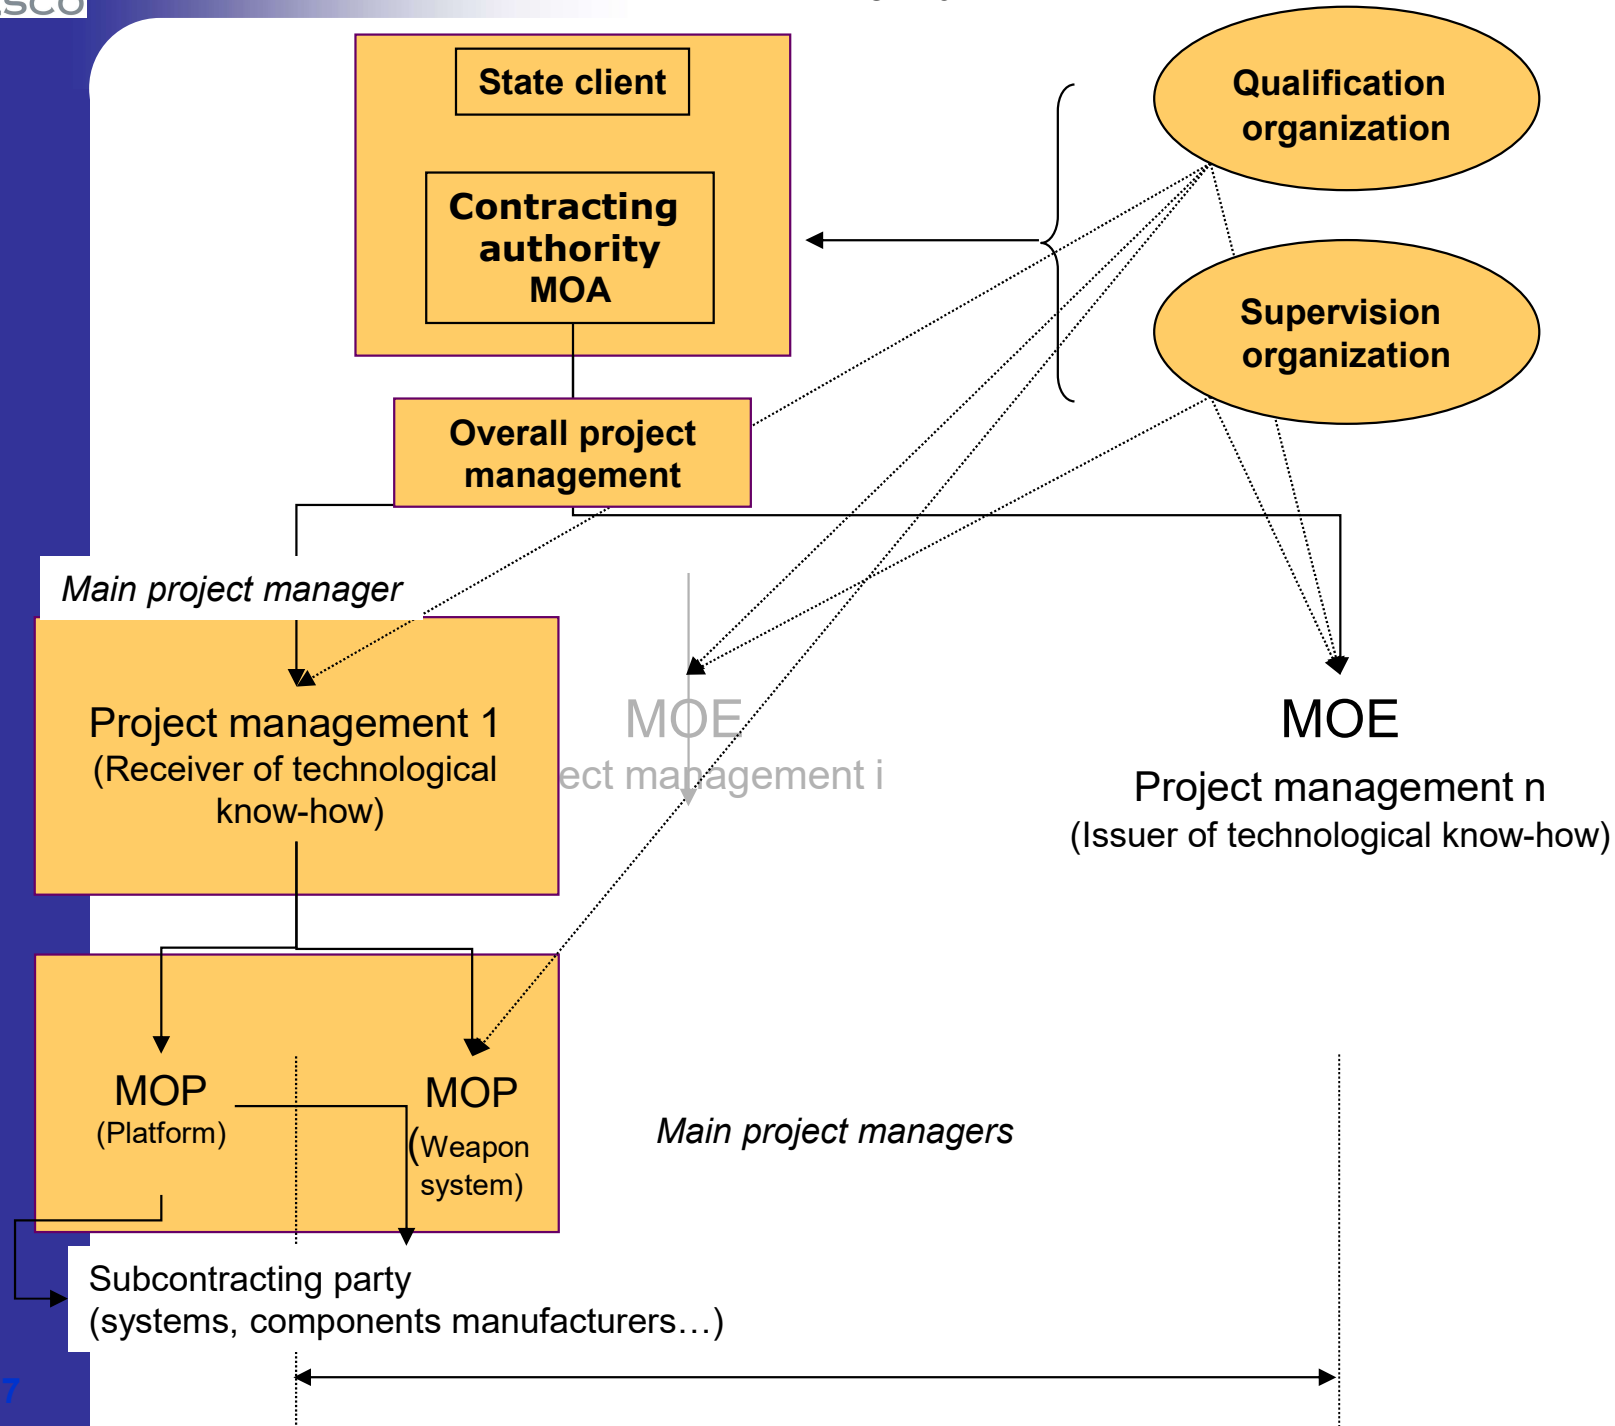 State client
Qualification
organization
Contracting
authority
MOA
Supervision
organization
Overall project
management
Main project manager
Project management 1
(Receiver of technological
know-how)
MOE
ect management i
MOE
Project management n
(Issuer of technological know-how)
MOP
(Platform)
MOP
(Weapon
system)
Main project managers
Subcontracting party
(systems, components manufacturers…)
7